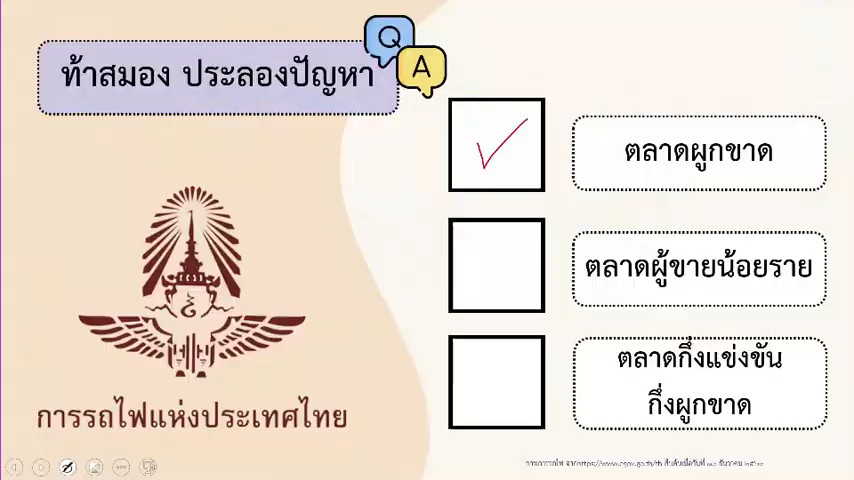 ท้าสมอง ประลองปัญหา
Q
A
ตลาดผูกขาด
ตลาดผู้ขายน้อยราย
ตลาดกึ่งแข่งขัน
กึ่งผูกขาด
การรถไฟแห่งประเทศไทย